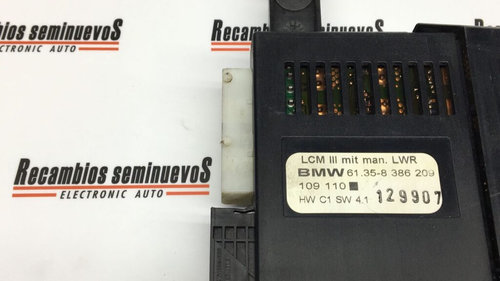 Recambios seminuevos
ELECTRONIC AUTO
Recambios seminuevos
ELECTRONIC AUTO
Recambios seminuevos
ELECTRONIC AUTO
LCM III mit man. LWR
BMW 61.35-8 386 209
109 110
HW C1 SW 4.1 129907